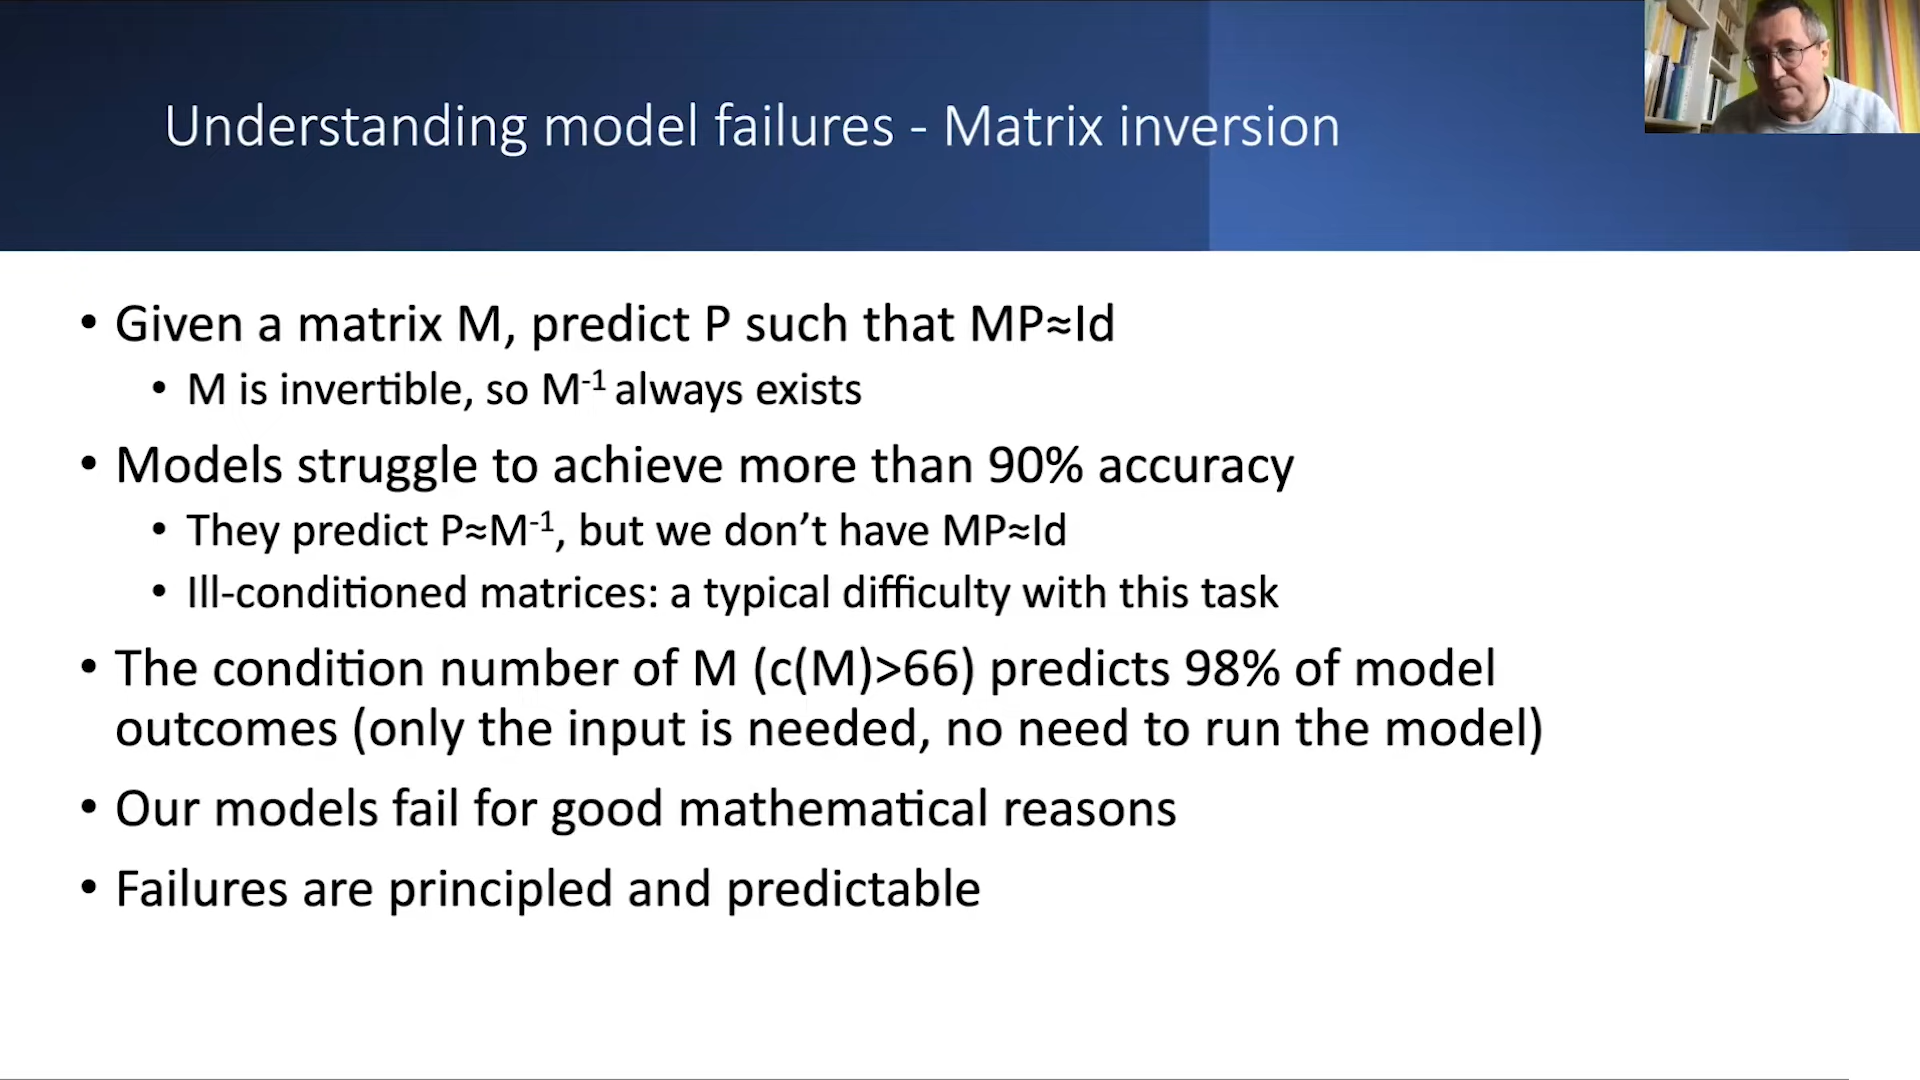 Understanding model failures - Matrix inversion
• Given a matrix M, predict P such that MP≈Id
• M is invertible, so M⁻¹ always exists
• Models struggle to achieve more than 90% accuracy
• They predict P≈M⁻¹, but we don’t have MP≈Id
• Ill-conditioned matrices: a typical difficulty with this task
• The condition number of M (c(M)>66) predicts 98% of model
outcomes (only the input is needed, no need to run the model)
• Our models fail for good mathematical reasons
• Failures are principled and predictable